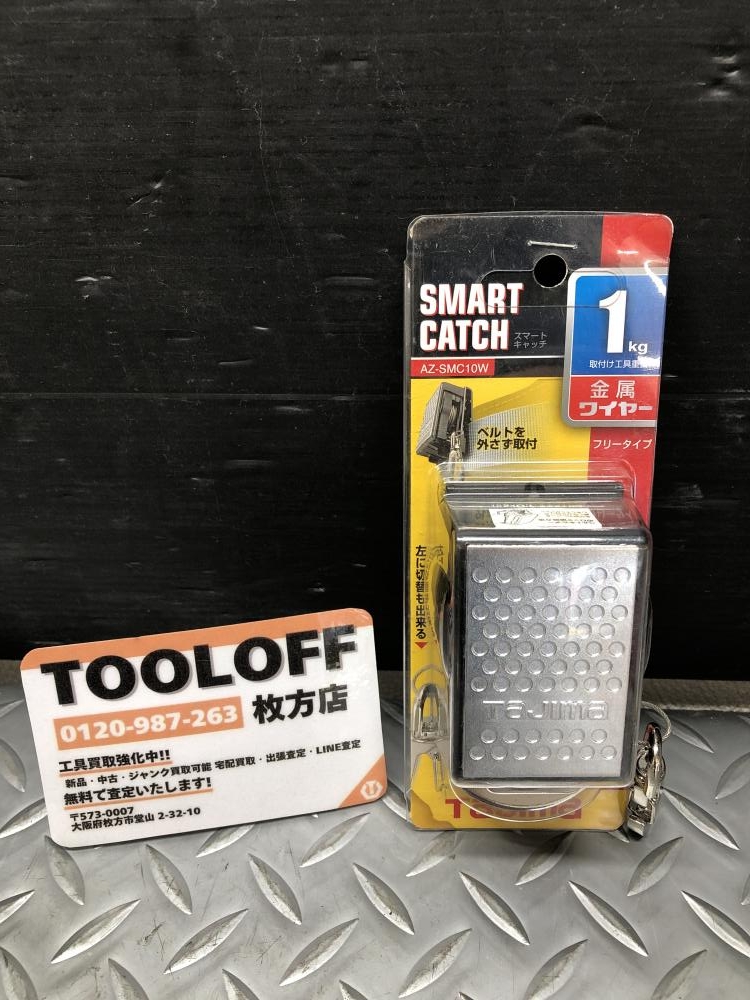 TOOLOFF
0120-987-263 枚方店
工具買取強化中!!
新品・中古・ジャンク買取可能 宅配買取・出張査定・LINE査定
無料で査定いたします!
〒573-0007
大阪府枚方市堂山 2-32-10
SMART
CATCH
スマート
キャッチ
AZ-SMC10W
1kg
取付け工具重
金属
ワイヤー
フリータイプ
ベルトを
外さず取付
左に切替も出来る
TaJIma
TaJIma